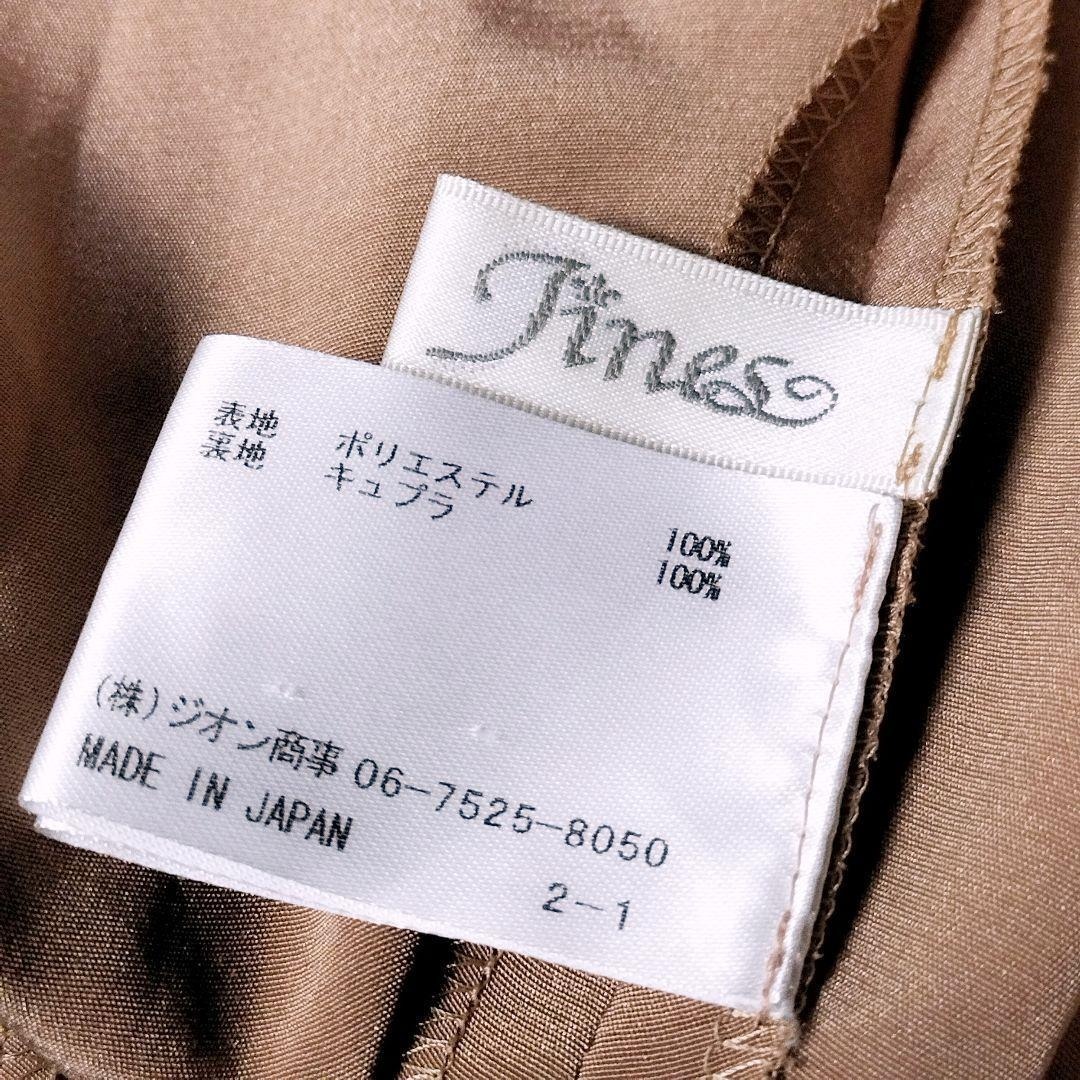 Jines
表地 ポリエステル 100%
裏地 キュプラ 100%
(株)ジオン商事 06-7525-8050
MADE IN JAPAN
2-1